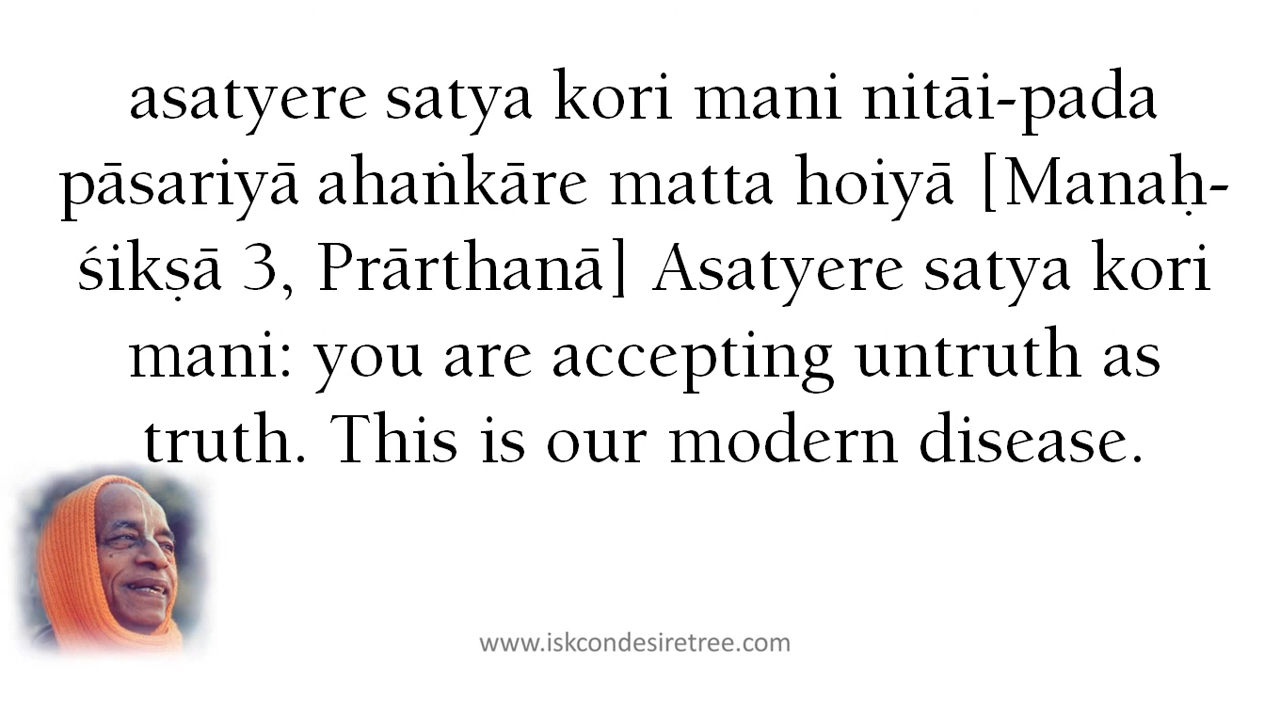 asatyere satya kori mani nitāi-pada
pāsariyā ahaṅkāre matta hoiyā [Manaḥ-
śikṣā 3, Prārthanā] Asatyere satya kori
mani: you are accepting untruth as
truth. This is our modern disease.
www.iskcondesiretree.com